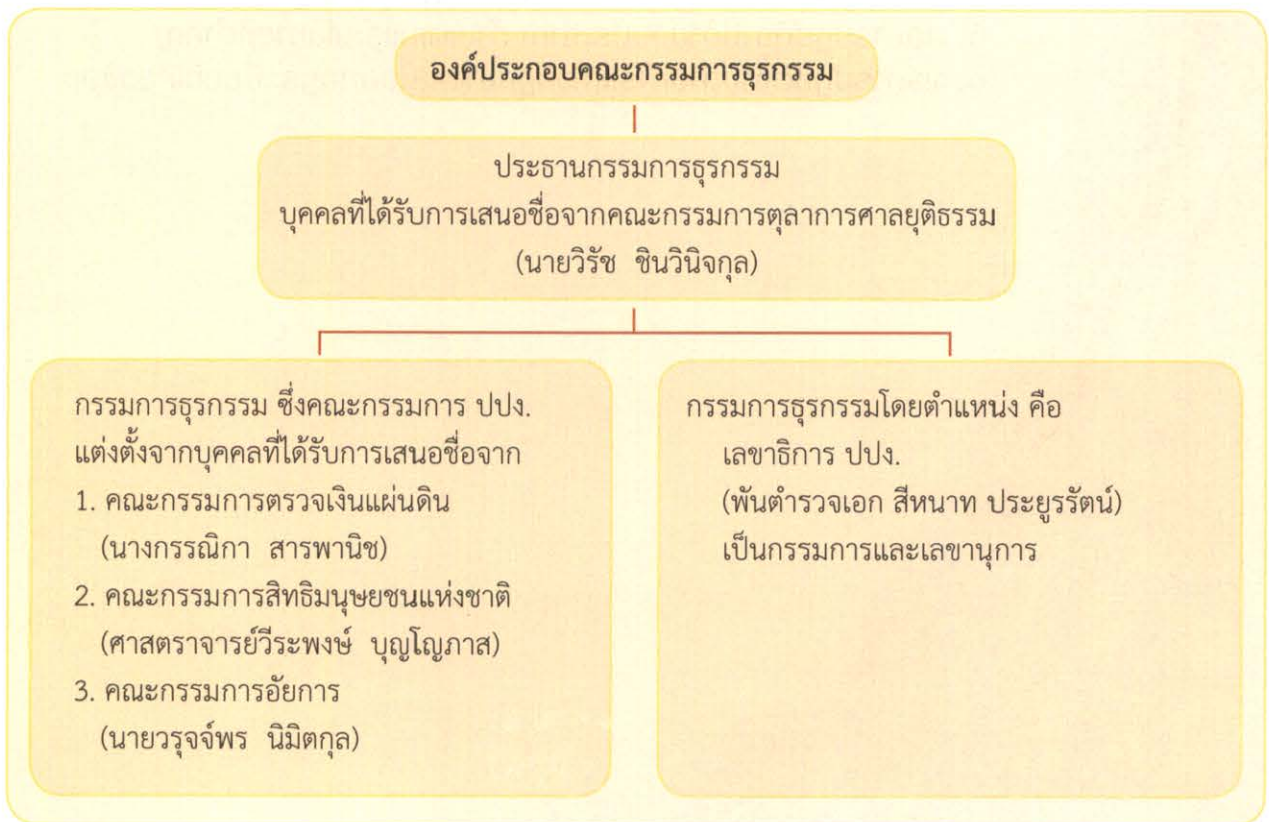 องค์ประกอบคณะกรรมการธุรกรรม
ประธานกรรมการธุรกรรม
บุคคลที่ได้รับการเสนอชื่อจากคณะกรรมการตุลาการศาลยุติธรรม
(นายวิรัช ชินวินิจกุล)
กรรมการธุรกรรม ซึ่งคณะกรรมการ ปปง.
แต่งตั้งจากบุคคลที่ได้รับการเสนอชื่อจาก
1. คณะกรรมการตรวจเงินแผ่นดิน
(นางกรรณิกา สารพานิช)
2. คณะกรรมการสิทธิมนุษยชนแห่งชาติ
(ศาสตราจารย์วีระพงษ์ บุญโญภาส)
3. คณะกรรมการอัยการ
(นายวรุจจ์พร นิมิตกุล)
กรรมการธุรกรรมโดยตำแหน่ง คือ
เลขาธิการ ปปง.
(พันตำรวจเอก สีหนาท ประยูรรัตน์)
เป็นกรรมการและเลขานุการ